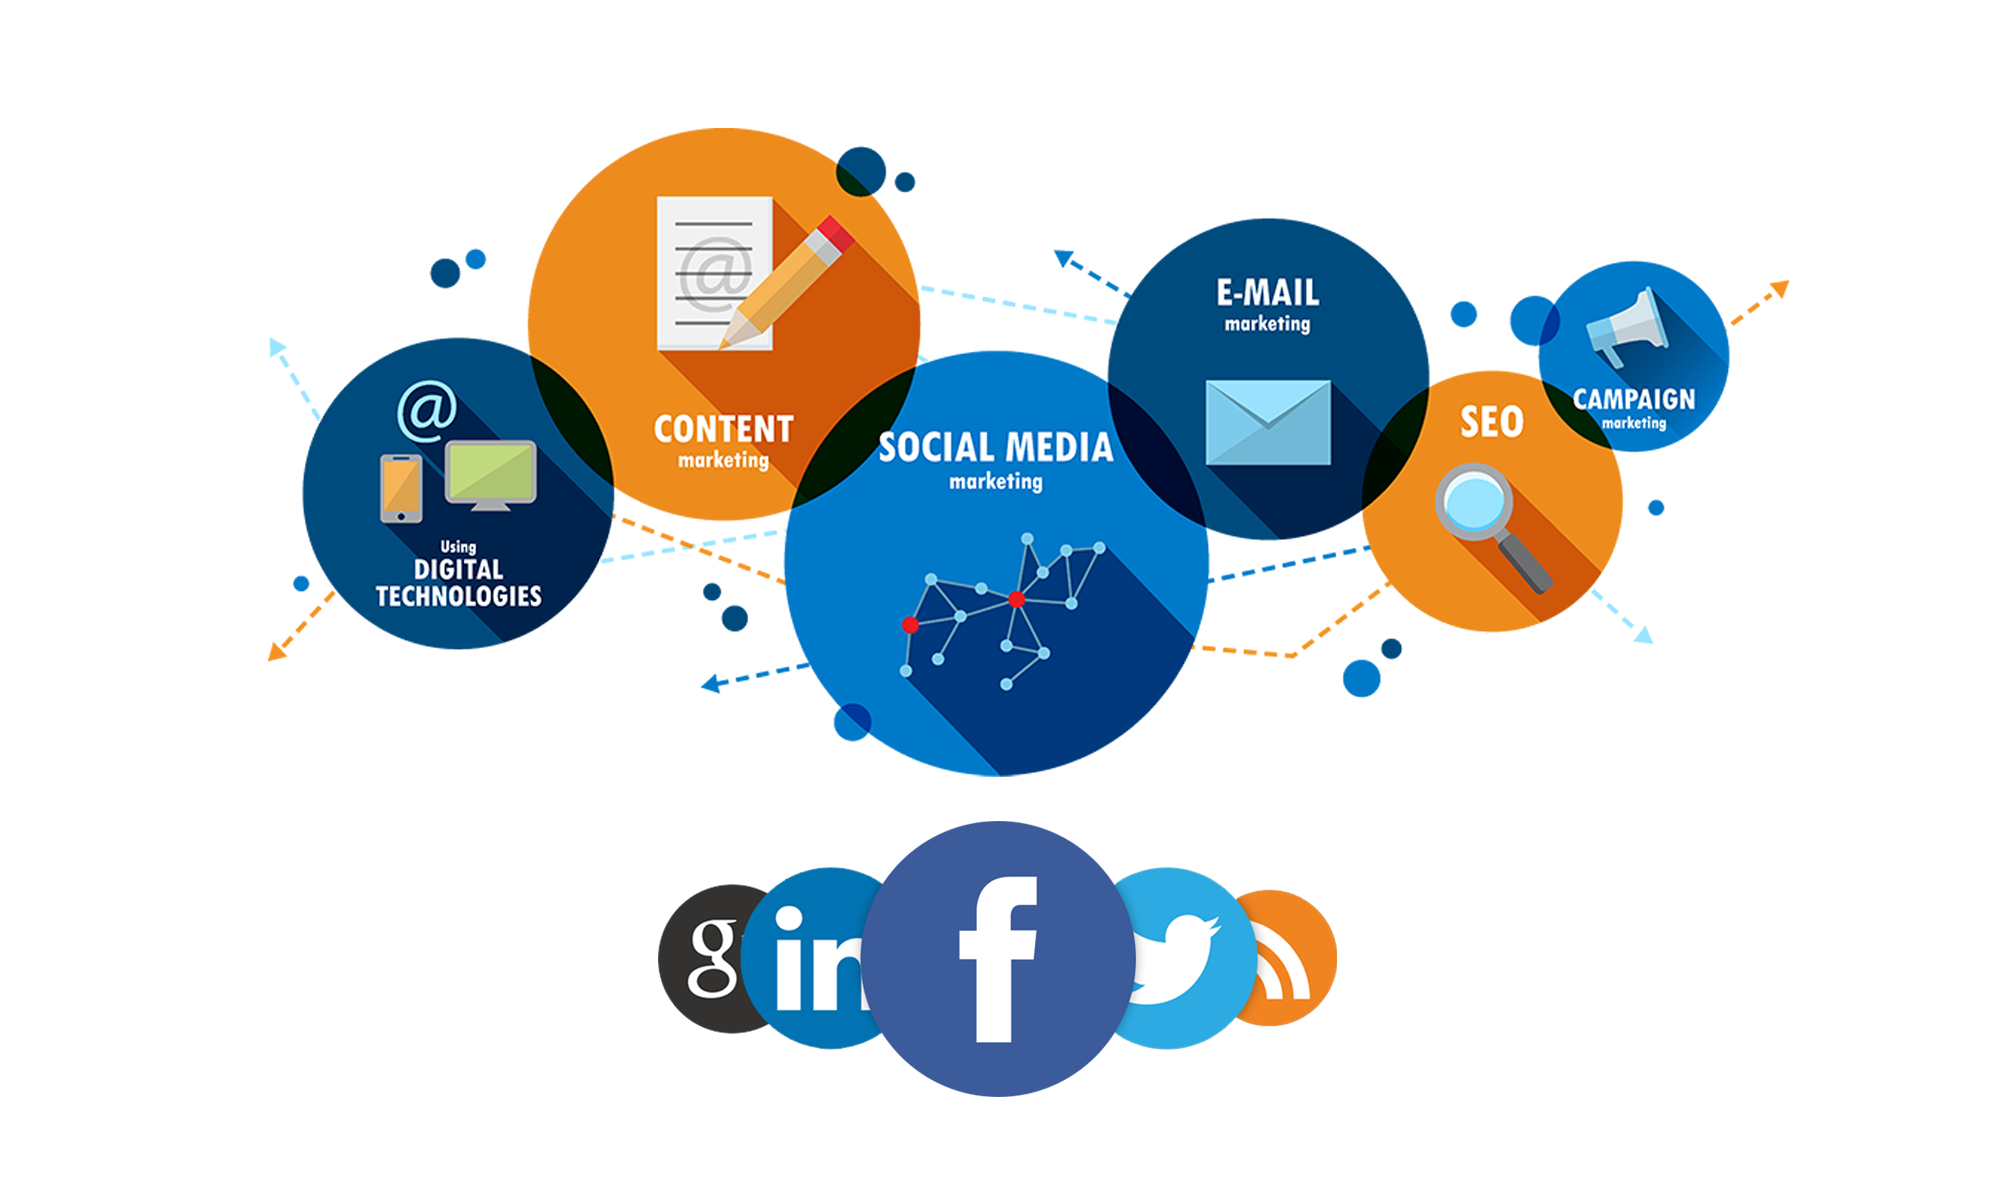 @
Using
DIGITAL
TECHNOLOGIES
@
CONTENT
marketing
SOCIAL MEDIA
marketing
E-MAIL
marketing
SEO
CAMPAIGN
marketing
g
in
f